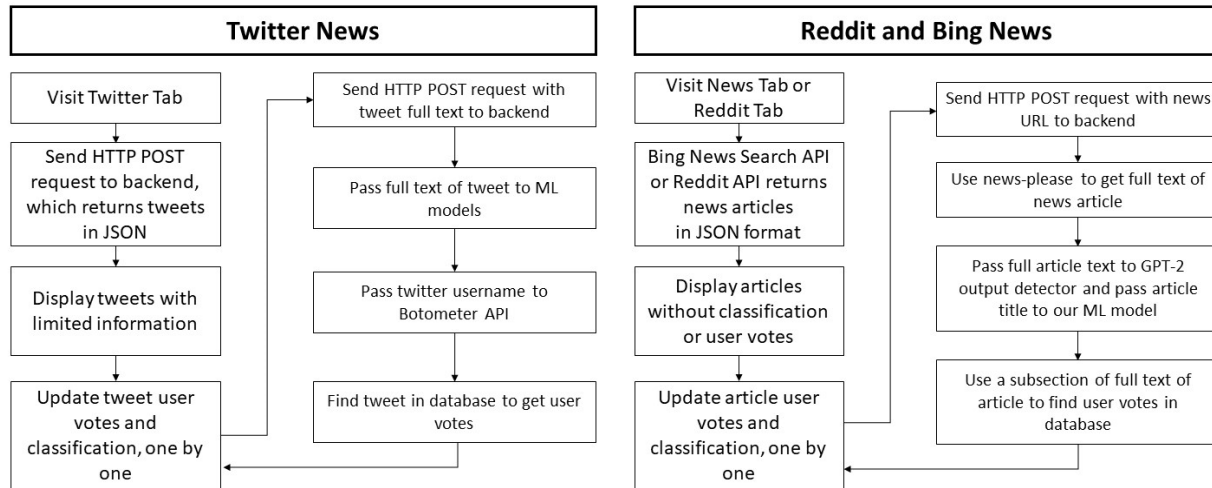 Twitter News
Visit Twitter Tab
Send HTTP POST
request to backend,
which returns tweets
in JSON
Display tweets with
limited information
Update tweet user
votes and
classification, one by
one
Send HTTP POST request with
tweet full text to backend
Pass full text of tweet to ML
models
Pass twitter username to
Botometer API
Find tweet in database to get user
votes
Reddit and Bing News
Visit News Tab or
Reddit Tab
Bing News Search API
or Reddit API returns
news articles
in JSON format
Display articles
without classification
or user votes
Update article user
votes and
classification, one by
one
Send HTTP POST request with news
URL to backend
Use news-please to get full text of
news article
Pass full article text to GPT-2
output detector and pass article
title to our ML model
Use a subsection of full text of
article to find user votes in
database